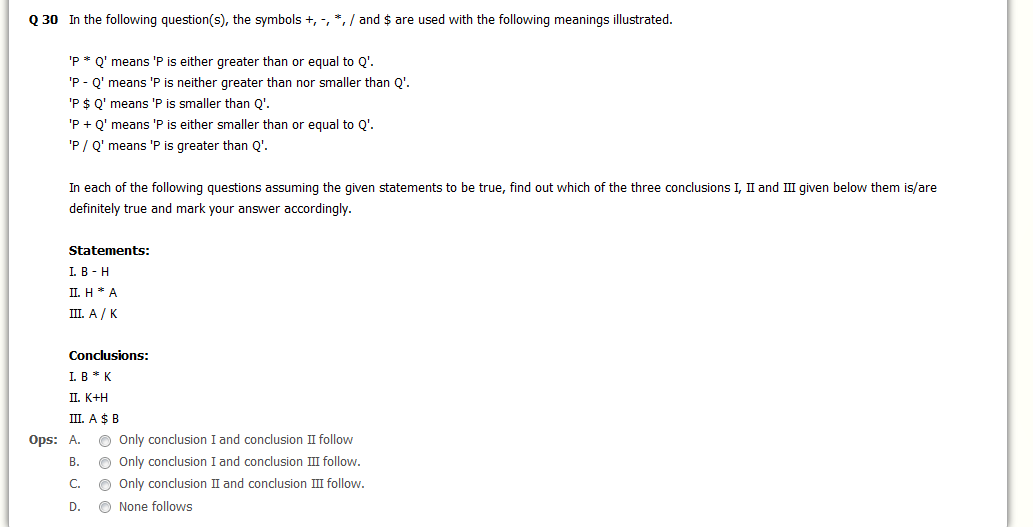 Q 30 In the following question(s), the symbols +, -, *, / and $ are used with the following meanings illustrated.
'P * Q' means 'P is either greater than or equal to Q'.
'P - Q' means 'P is neither greater than nor smaller than Q'.
'P $ Q' means 'P is smaller than Q'.
'P + Q' means 'P is either smaller than or equal to Q'.
'P / Q' means 'P is greater than Q'.
In each of the following questions assuming the given statements to be true, find out which of the three conclusions I, II and III given below them is/are
definitely true and mark your answer accordingly.
Statements:
I. B - H
II. H * A
III. A / K
Conclusions:
I. B * K
II. K+H
III. A $ B
Ops: A. Only conclusion I and conclusion II follow
B. Only conclusion I and conclusion III follow.
C. Only conclusion II and conclusion III follow.
D. None follows